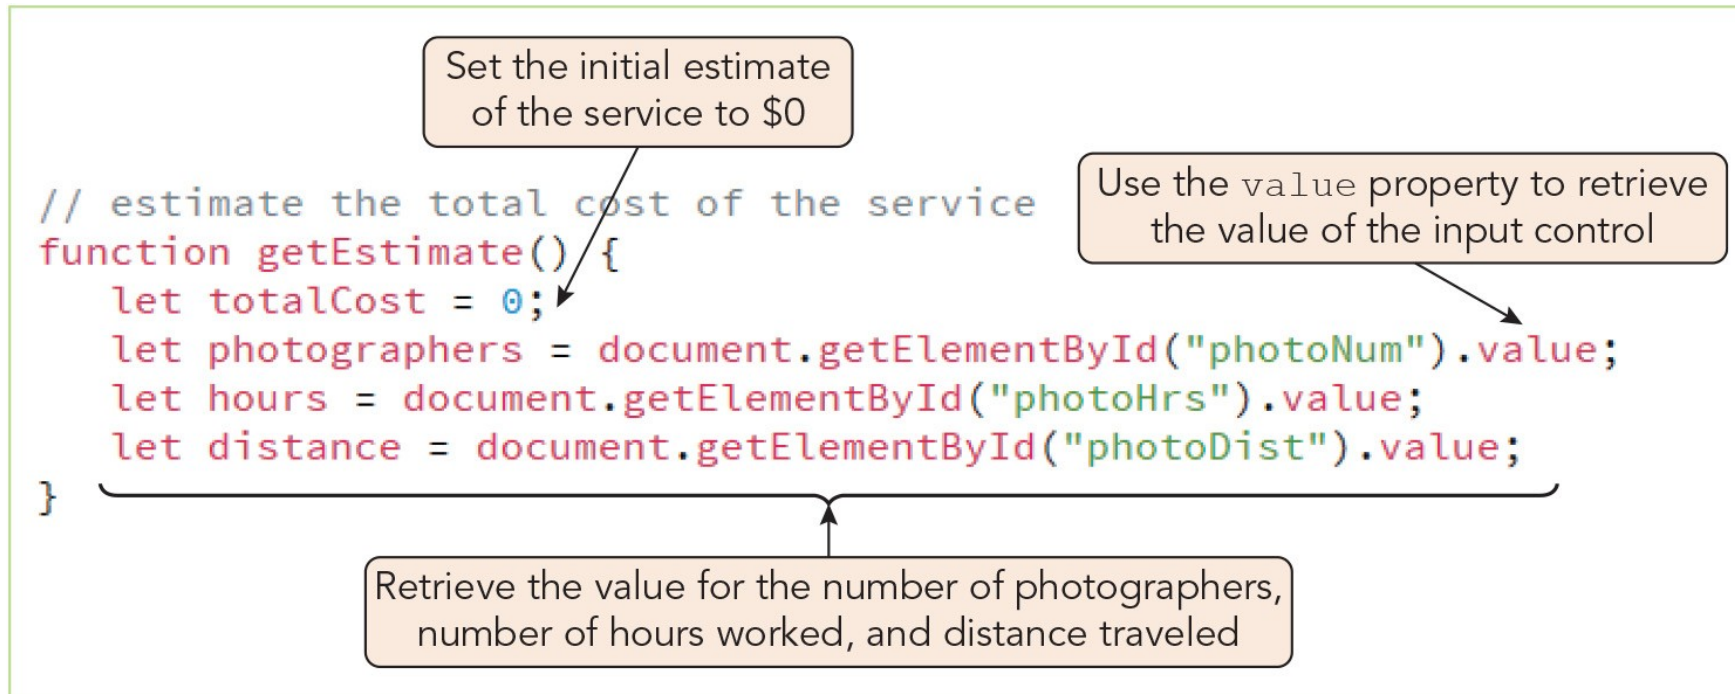 Set the initial estimate
of the service to $0
Use the value property to retrieve
the value of the input control
// estimate the total cost of the service
function getEstimate() {
    let totalCost = 0;
    let photographers = document.getElementById("photoNum").value;
    let hours = document.getElementById("photoHrs").value;
    let distance = document.getElementById("photoDist").value;
}
Retrieve the value for the number of photographers,
number of hours worked, and distance traveled